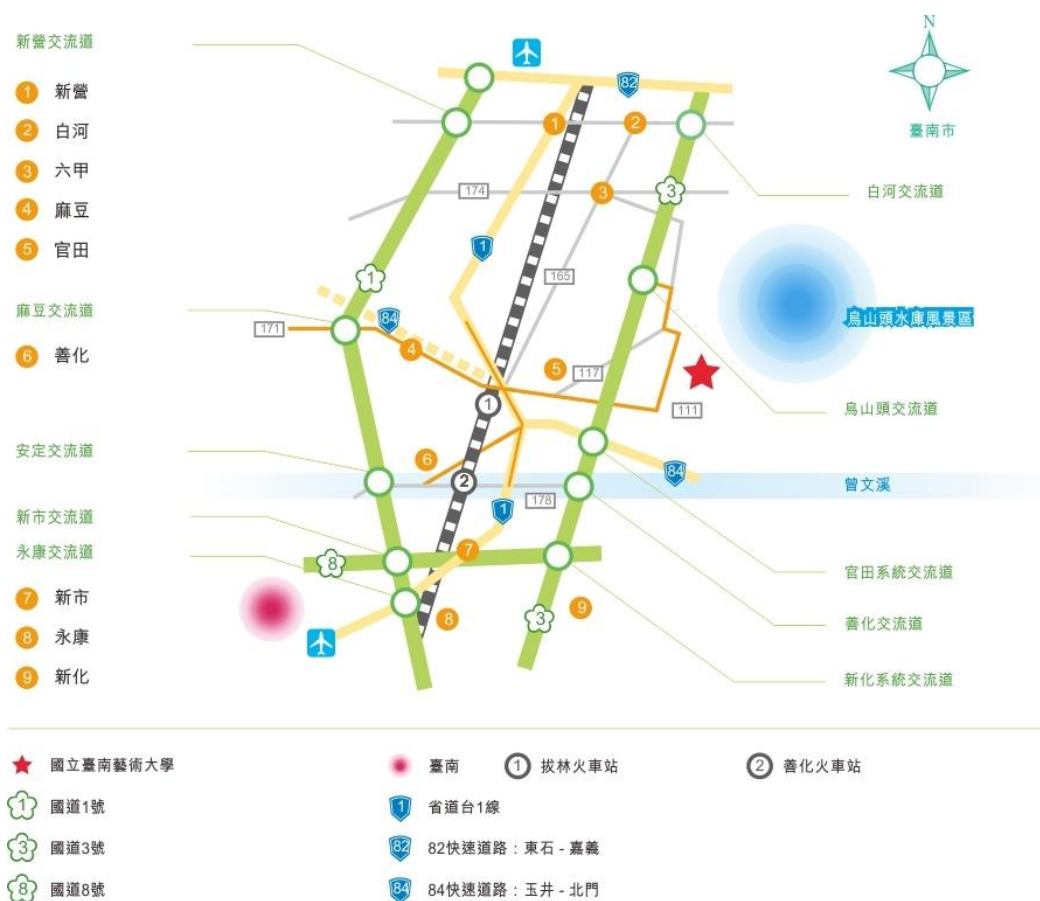 N
臺南市
新營交流道
1 新營
2 白河
3 六甲
4 麻豆
5 官田
麻豆交流道
6 善化
安定交流道
新市交流道
永康交流道
7 新市
8 永康
9 新化
82
1
2
174
3
3
1
165
1
171
84
4
5
117
1
111
6
2
84
178
1
8
7
8
9
3
白河交流道
烏山頭水庫風景區
烏山頭交流道
曾文溪
官田系統交流道
善化交流道
新化系統交流道
國立臺南藝術大學
臺南
1 拔林火車站
2 善化火車站
1 國道1號
1 省道台1線
3 國道3號
82 82快速道路：東石 - 嘉義
8 國道8號
84 84快速道路：玉井 - 北門